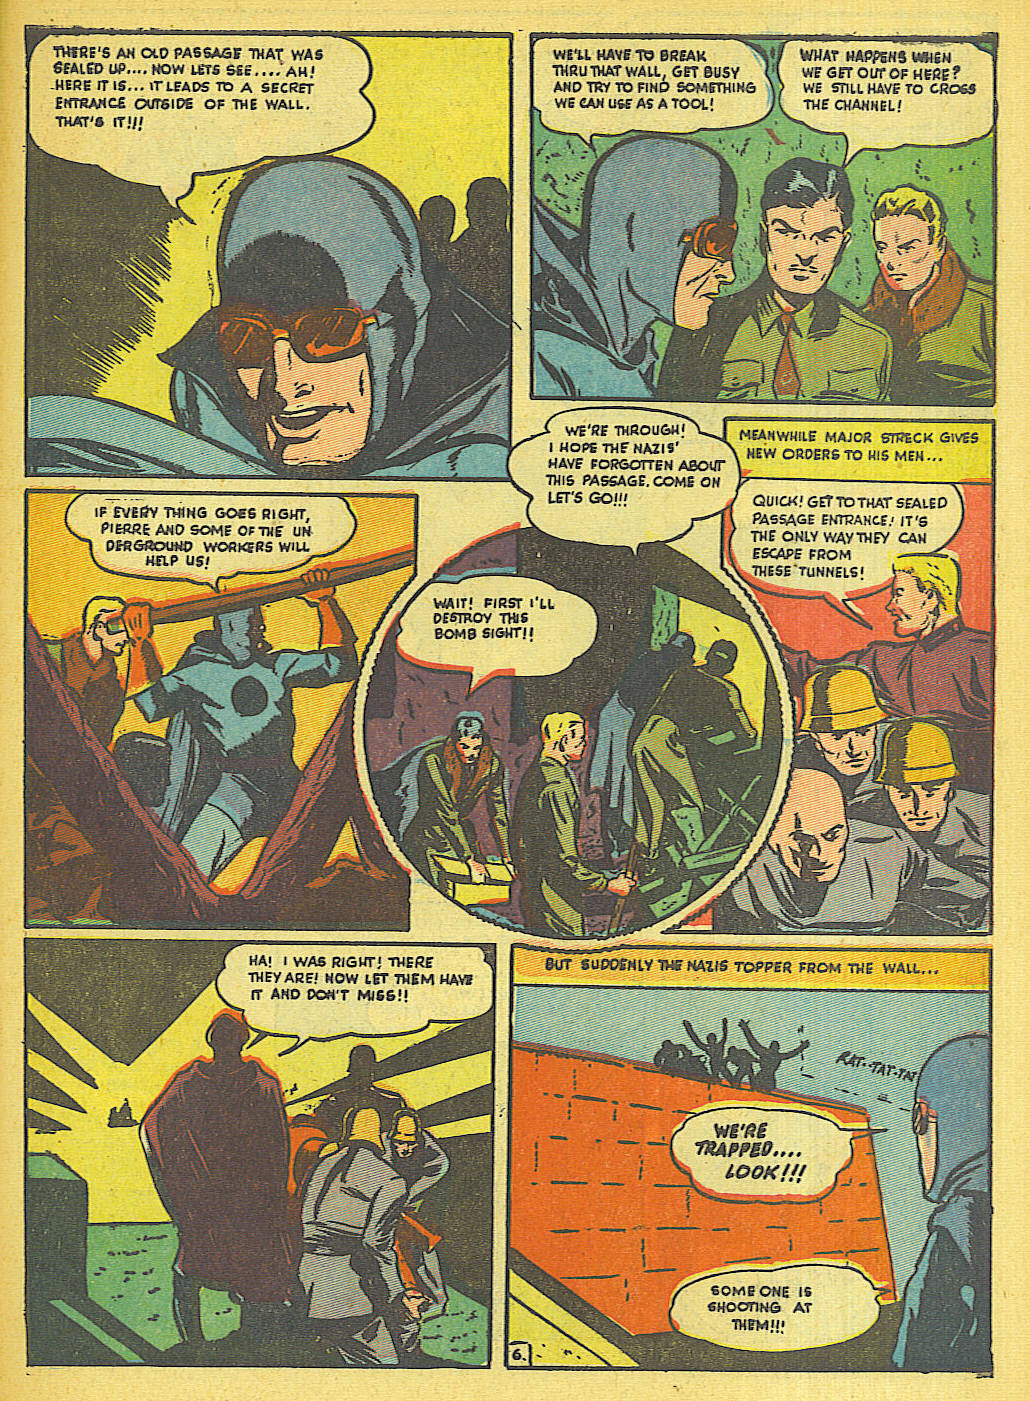 THERE'S AN OLD PASSAGE THAT WAS
SEALED UP.... NOW LETS SEE.... AH!
HERE IT IS... IT LEADS TO A SECRET
ENTRANCE OUTSIDE OF THE WALL.
THAT'S IT!!!
WE'LL HAVE TO BREAK
THRU THAT WALL, GET BUSY
AND TRY TO FIND SOMETHING
WE CAN USE AS A TOOL!
WHAT HAPPENS WHEN
WE GET OUT OF HERE?
WE STILL HAVE TO CROSS
THE CHANNEL!
IF EVERY THING GOES RIGHT,
PIERRE AND SOME OF THE UN
DERGROUND WORKERS WILL
HELP US!
WE'RE THROUGH!
I HOPE THE NAZIS'
HAVE FORGOTTEN ABOUT
THIS PASSAGE. COME ON
LET'S GO!!!
WAIT! FIRST I'LL
DESTROY THIS
BOMB SIGHT!!
MEANWHILE MAJOR STRECK GIVES
NEW ORDERS TO HIS MEN...
QUICK! GET TO THAT SEALED
PASSAGE ENTRANCE! IT'S
THE ONLY WAY THEY CAN
ESCAPE FROM
THESE TUNNELS!
HA! I WAS RIGHT! THERE
THEY ARE! NOW LET THEM HAVE
IT AND DON'T MISS!!
BUT SUDDENLY THE NAZIS TOPPER FROM THE WALL...
RAT-TAT-TAT
WE'RE
TRAPPED....
LOOK!!!
SOME ONE IS
SHOOTING AT
THEM!!!
6.